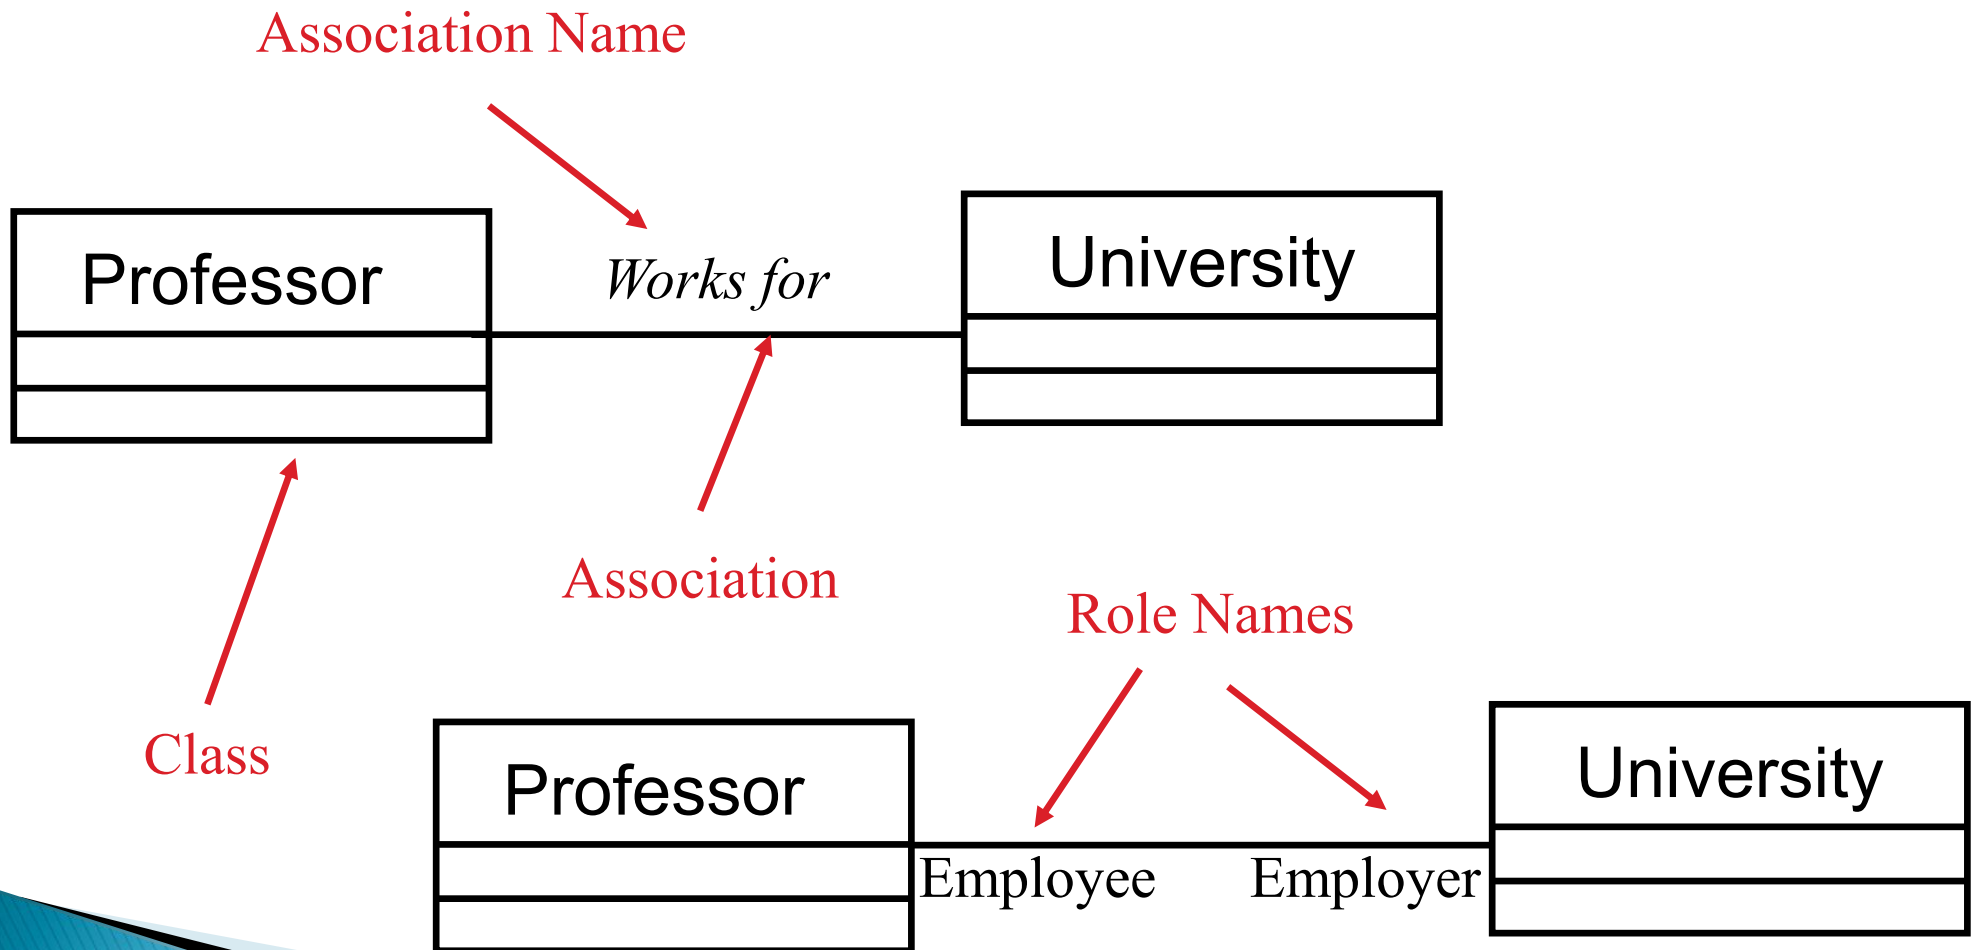 Association Name
Professor
Works for
University
Association
Role Names
Class
Professor
University
Employee
Employer